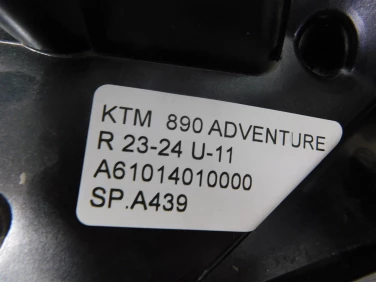 KTM 890 ADVENTURE
R 23-24 U-11
A61014010000
SP.A439